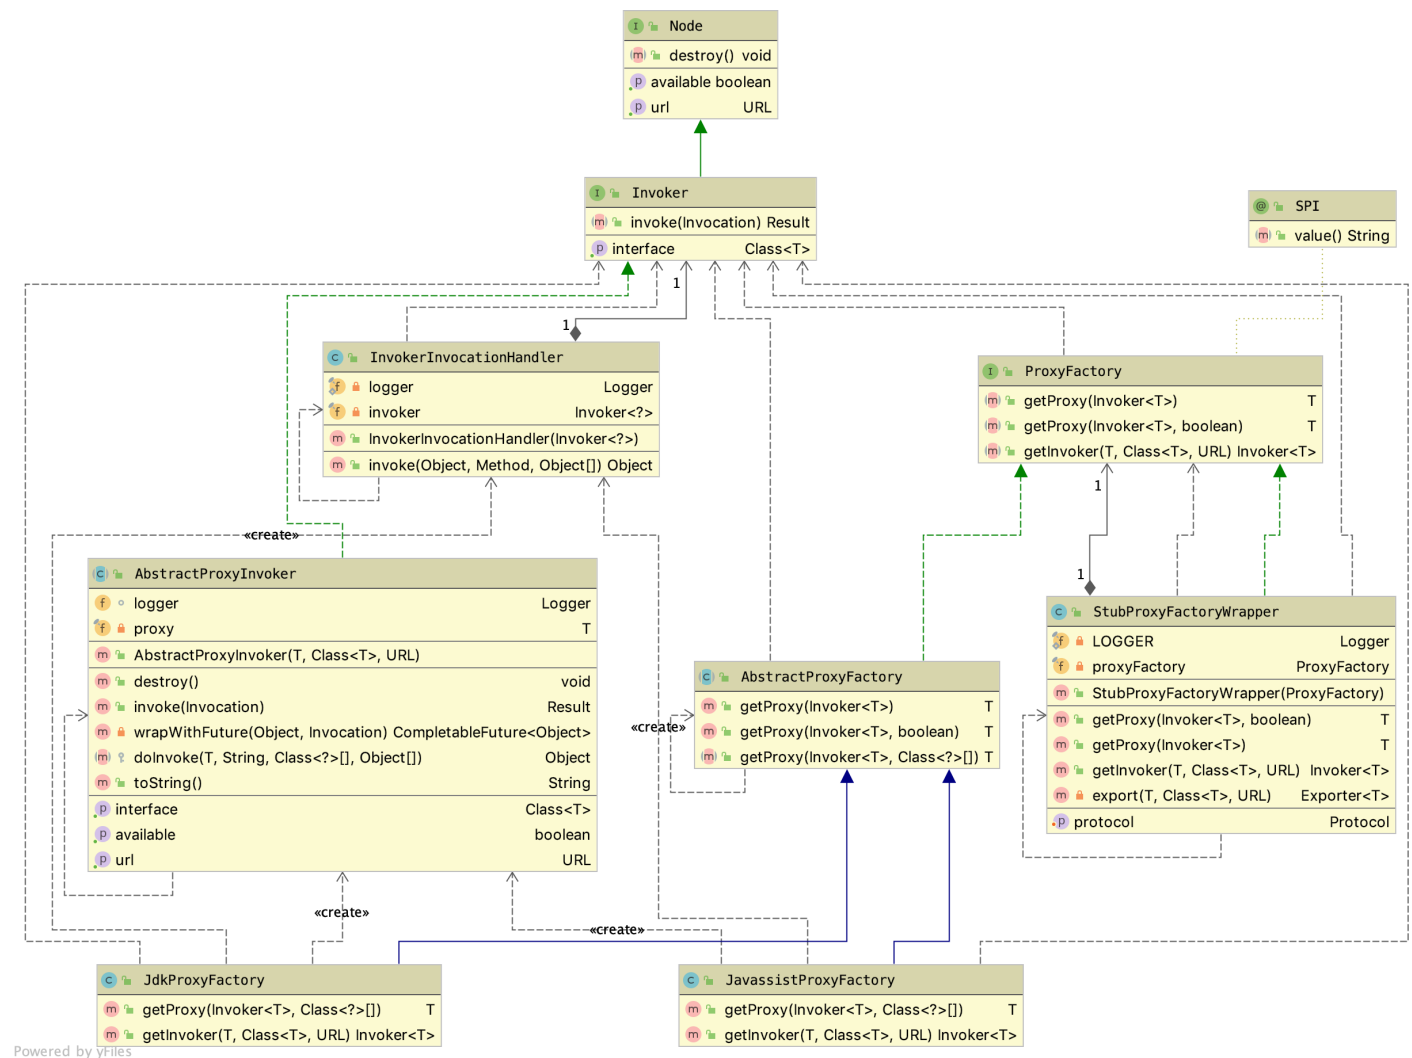 Node
destroy() void
available boolean
url URL
Invoker
invoke(Invocation) Result
interface Class<T>
SPI
value() String
1
1
InvokerInvocationHandler
logger Logger
invoker Invoker<?>
InvokerInvocationHandler(Invoker<?>)
invoke(Object, Method, Object[]) Object
ProxyFactory
getProxy(Invoker<T>) T
getProxy(Invoker<T>, boolean) T
getInvoker(T, Class<T>, URL) Invoker<T>
1
1
«create»
AbstractProxyInvoker
logger Logger
proxy T
AbstractProxyInvoker(T, Class<T>, URL)
destroy() void
invoke(Invocation) Result
wrapWithFuture(Object, Invocation) CompletableFuture<Object>
doInvoke(T, String, Class<?>[], Object[]) Object
toString() String
interface Class<T>
available boolean
url URL
StubProxyFactoryWrapper
LOGGER Logger
proxyFactory ProxyFactory
StubProxyFactoryWrapper(ProxyFactory)
getProxy(Invoker<T>, boolean) T
getProxy(Invoker<T>) T
getInvoker(T, Class<T>, URL) Invoker<T>
export(T, Class<T>, URL) Exporter<T>
protocol Protocol
AbstractProxyFactory
getProxy(Invoker<T>) T
getProxy(Invoker<T>, boolean) T
getProxy(Invoker<T>, Class<?>[]) T
«create»
«create»
«create»
JdkProxyFactory
getProxy(Invoker<T>, Class<?>[]) T
getInvoker(T, Class<T>, URL) Invoker<T>
JavassistProxyFactory
getProxy(Invoker<T>, Class<?>[]) T
getInvoker(T, Class<T>, URL) Invoker<T>
Powered by yFiles